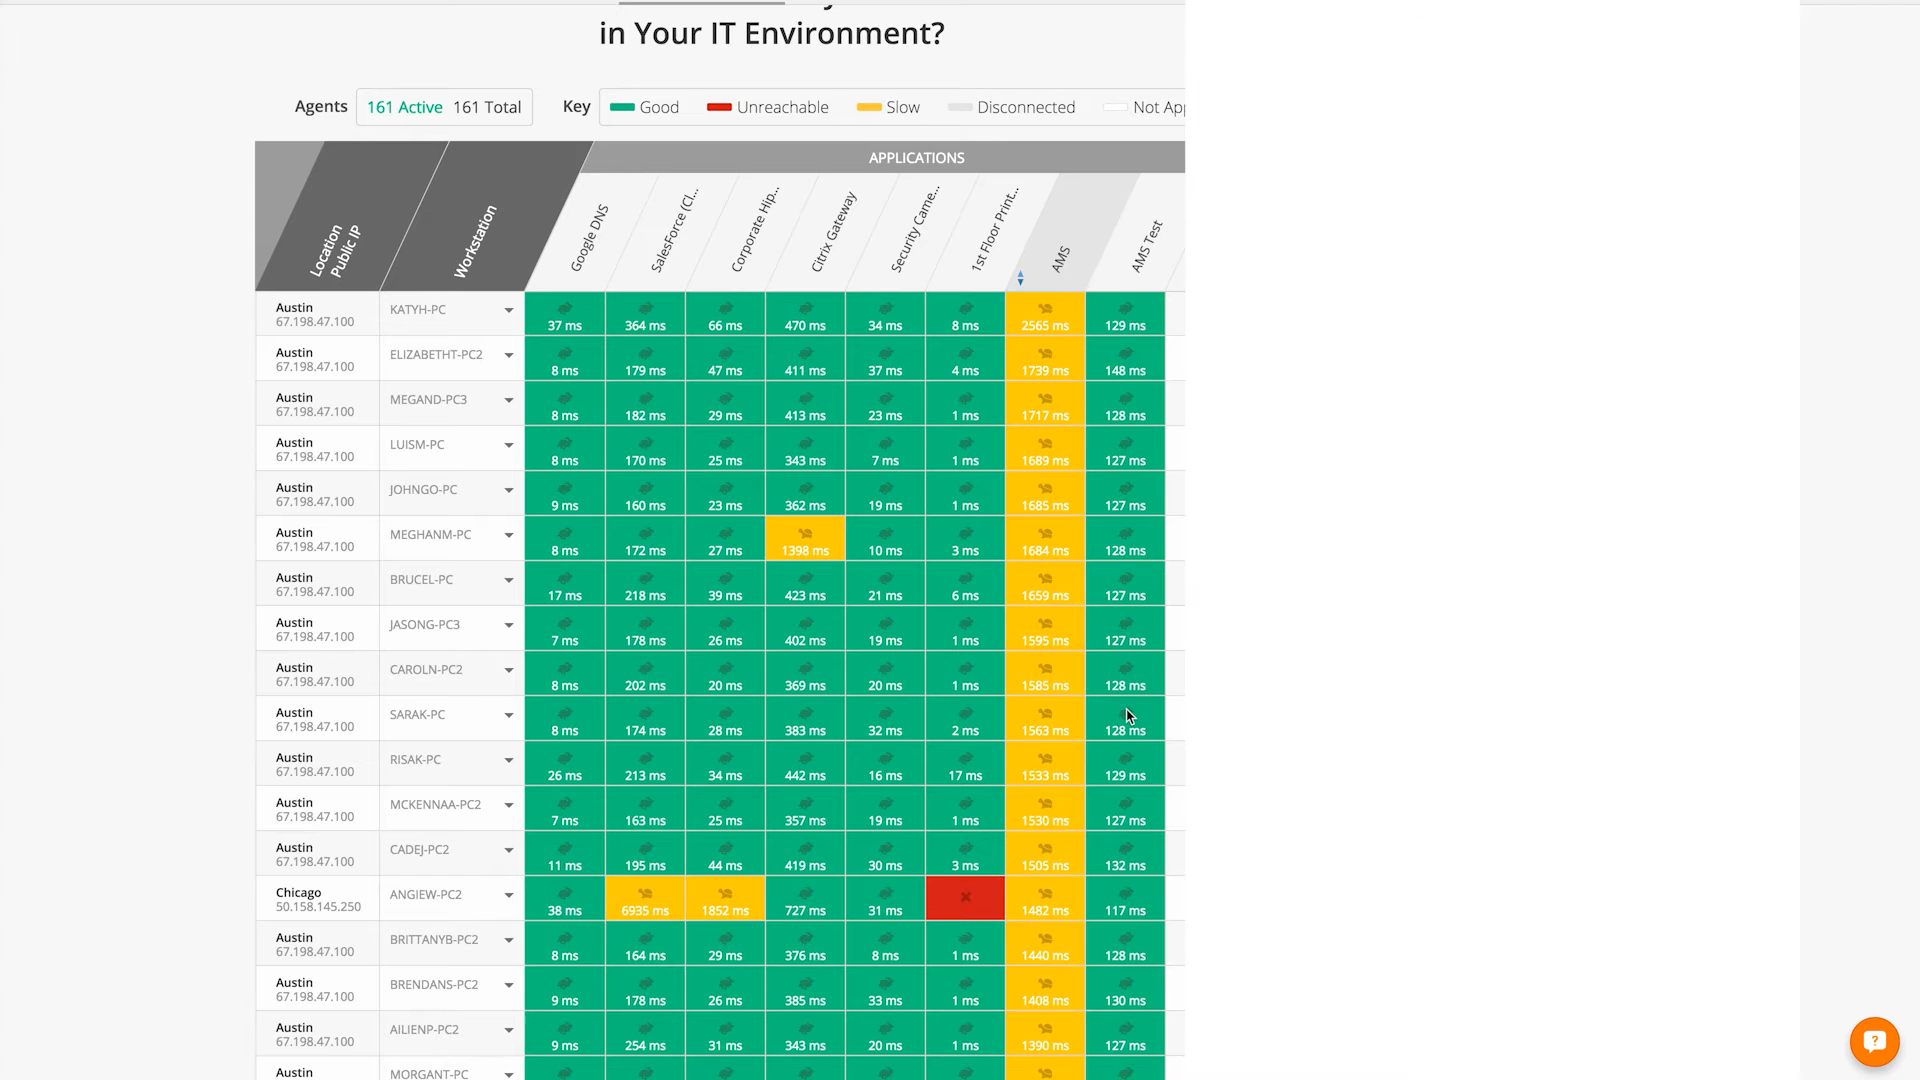 in Your IT Environment?
Agents 161 Active 161 Total Key Good Unreachable Slow Disconnected Not App
APPLICATIONS
Location
Public IP
Workstation
Google DNS
SalesForce (Cl...
Corporate Hip...
Citrix Gateway
Security Came...
1st Floor Print...
AMS
AMS Test
Austin
67.198.47.100
KATYH-PC
37 ms 364 ms 66 ms 470 ms 34 ms 8 ms 2565 ms 129 ms
Austin
67.198.47.100
ELIZABETHT-PC2
8 ms 179 ms 47 ms 411 ms 37 ms 4 ms 1739 ms 148 ms
Austin
67.198.47.100
MEGAND-PC3
8 ms 182 ms 29 ms 413 ms 23 ms 1 ms 1717 ms 128 ms
Austin
67.198.47.100
LUISM-PC
8 ms 170 ms 25 ms 343 ms 7 ms 1 ms 1689 ms 127 ms
Austin
67.198.47.100
JOHNGO-PC
9 ms 160 ms 23 ms 362 ms 19 ms 1 ms 1685 ms 127 ms
Austin
67.198.47.100
MEGHANM-PC
8 ms 172 ms 27 ms 1398 ms 10 ms 3 ms 1684 ms 128 ms
Austin
67.198.47.100
BRUCEL-PC
17 ms 218 ms 39 ms 423 ms 21 ms 6 ms 1659 ms 127 ms
Austin
67.198.47.100
JASONG-PC3
7 ms 178 ms 26 ms 402 ms 19 ms 1 ms 1595 ms 127 ms
Austin
67.198.47.100
CAROLN-PC2
8 ms 202 ms 20 ms 369 ms 20 ms 1 ms 1585 ms 128 ms
Austin
67.198.47.100
SARAK-PC
8 ms 174 ms 28 ms 383 ms 32 ms 2 ms 1563 ms 128 ms
Austin
67.198.47.100
RISAK-PC
26 ms 213 ms 34 ms 442 ms 16 ms 17 ms 1533 ms 129 ms
Austin
67.198.47.100
MCKENNAA-PC2
7 ms 163 ms 25 ms 357 ms 19 ms 1 ms 1530 ms 127 ms
Austin
67.198.47.100
CADEJ-PC2
11 ms 195 ms 44 ms 419 ms 30 ms 3 ms 1505 ms 132 ms
Chicago
50.158.145.250
ANGIEW-PC2
38 ms 6935 ms 1852 ms 727 ms 31 ms 1482 ms 117 ms
Austin
67.198.47.100
BRITTANYB-PC2
8 ms 164 ms 29 ms 376 ms 8 ms 1 ms 1440 ms 128 ms
Austin
67.198.47.100
BRENDANS-PC2
9 ms 178 ms 26 ms 385 ms 33 ms 1 ms 1408 ms 130 ms
Austin
67.198.47.100
AILIENP-PC2
9 ms 254 ms 31 ms 343 ms 20 ms 1 ms 1390 ms 127 ms
Austin
MORGANT-PC